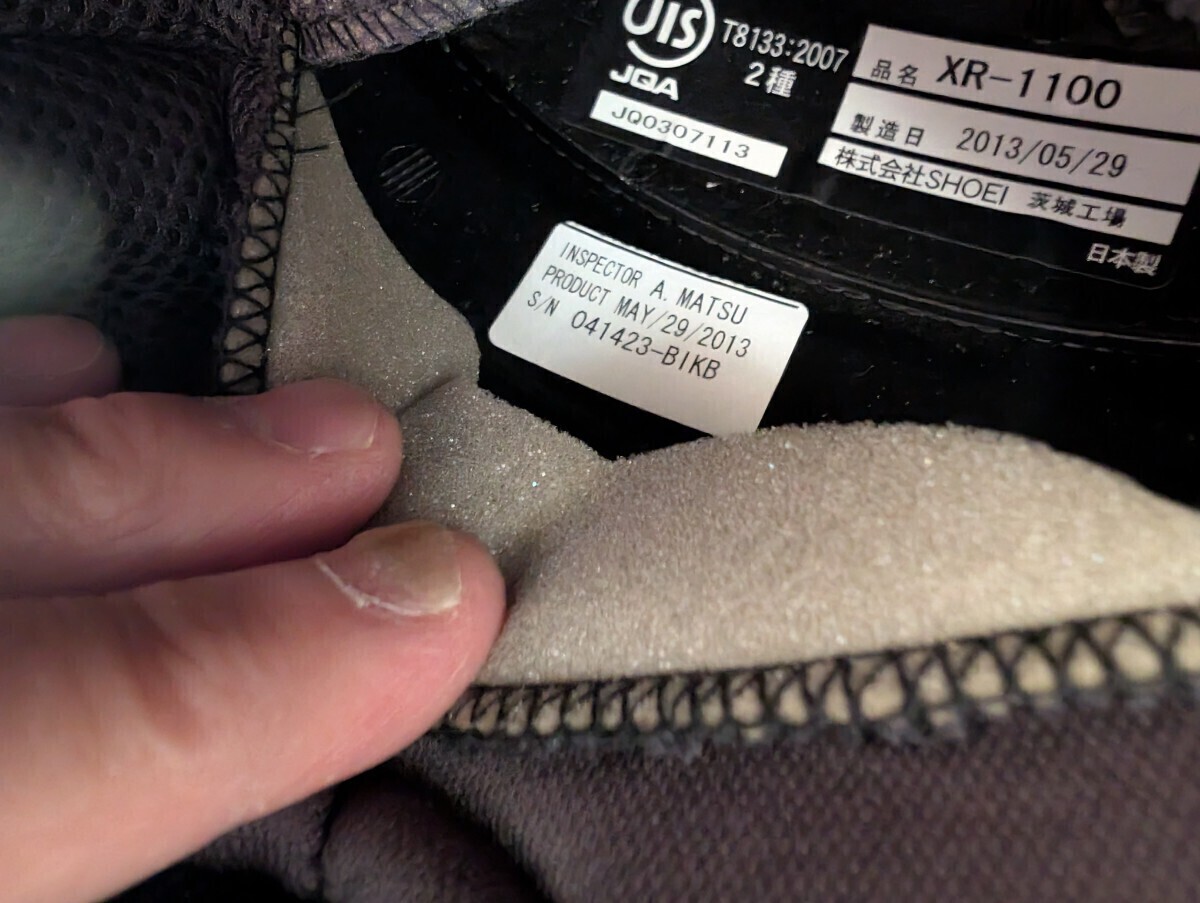 JIS
T8133:2007
2種
JQA
JQ0307113
品名 XR-1100
製造日 2013/05/29
株式会社SHOEI 茨城工場
日本製
INSPECTOR A. MATSU
PRODUCT MAY/29/2013
S/N 041423-BIKB